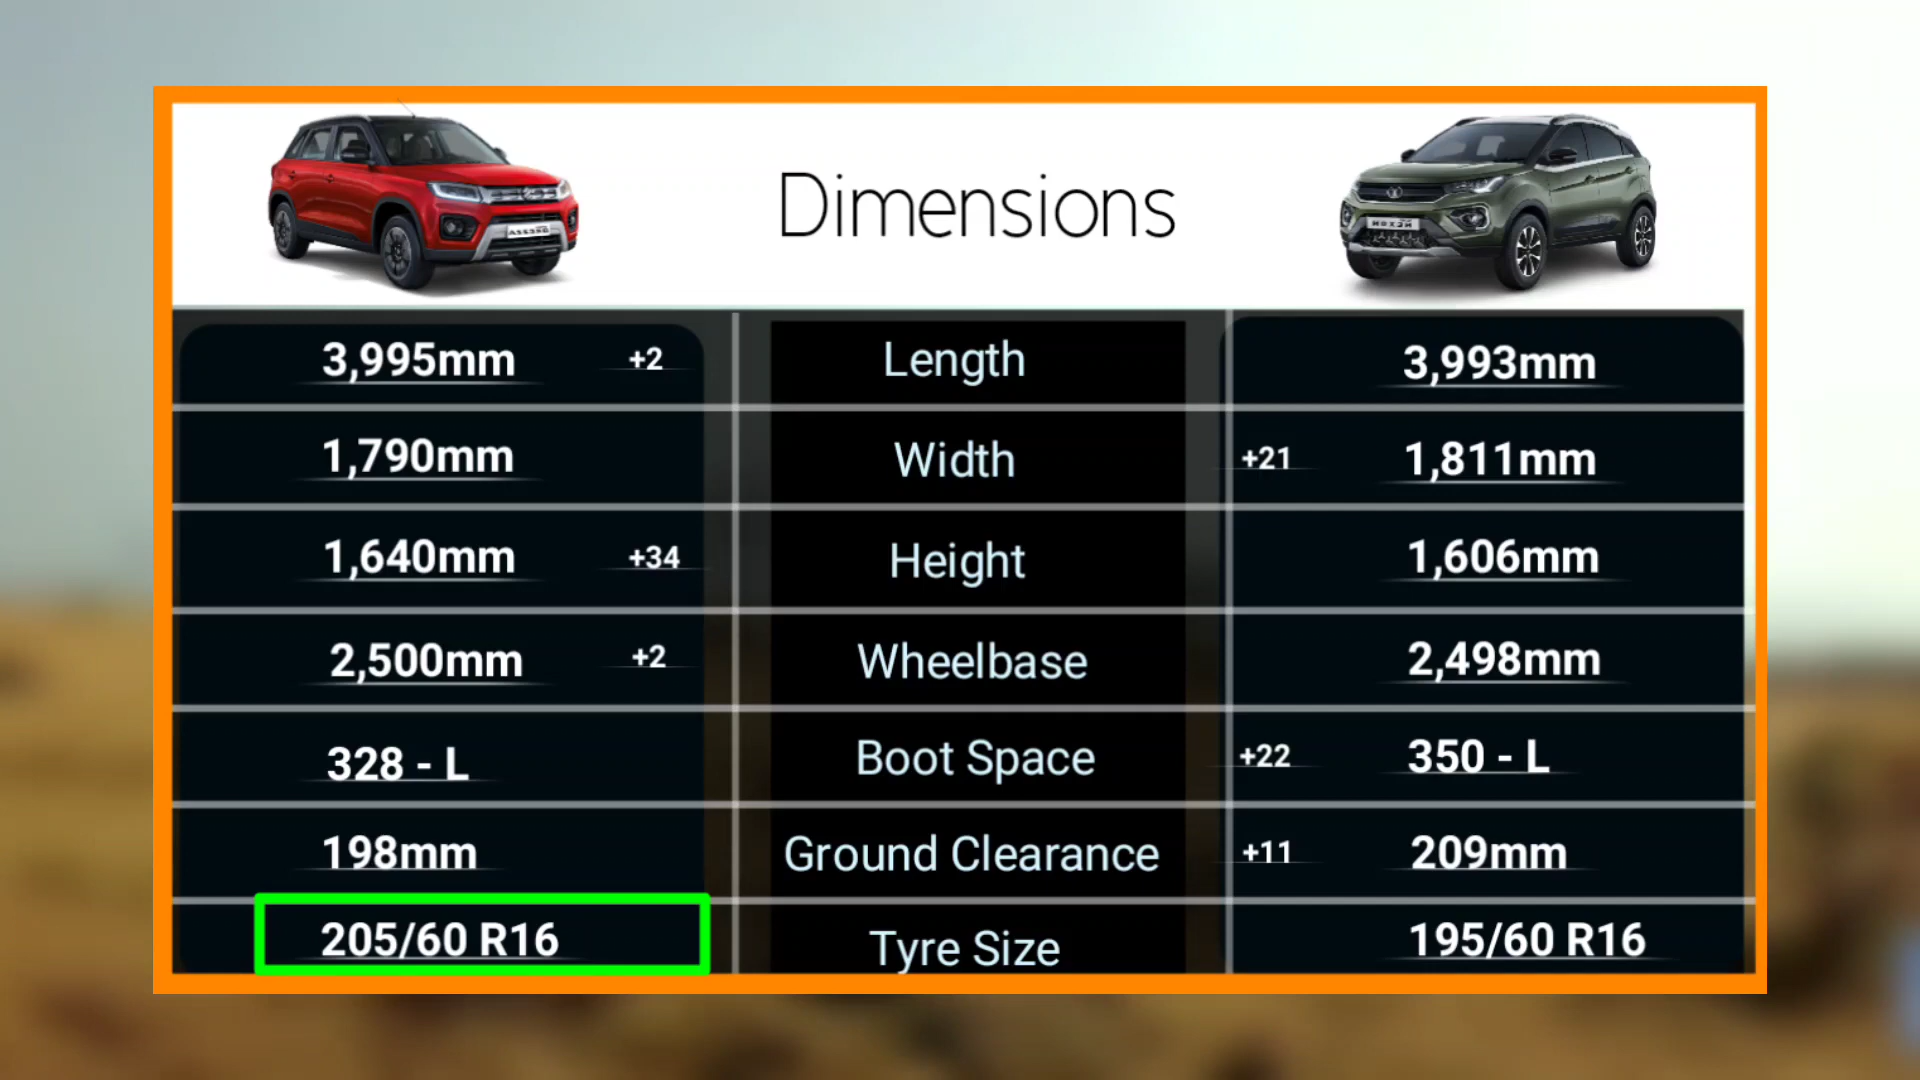 Dimensions
3,995mm +2 Length 3,993mm
1,790mm Width +21 1,811mm
1,640mm +34 Height 1,606mm
2,500mm +2 Wheelbase 2,498mm
328 - L Boot Space +22 350 - L
198mm Ground Clearance +11 209mm
205/60 R16 Tyre Size 195/60 R16